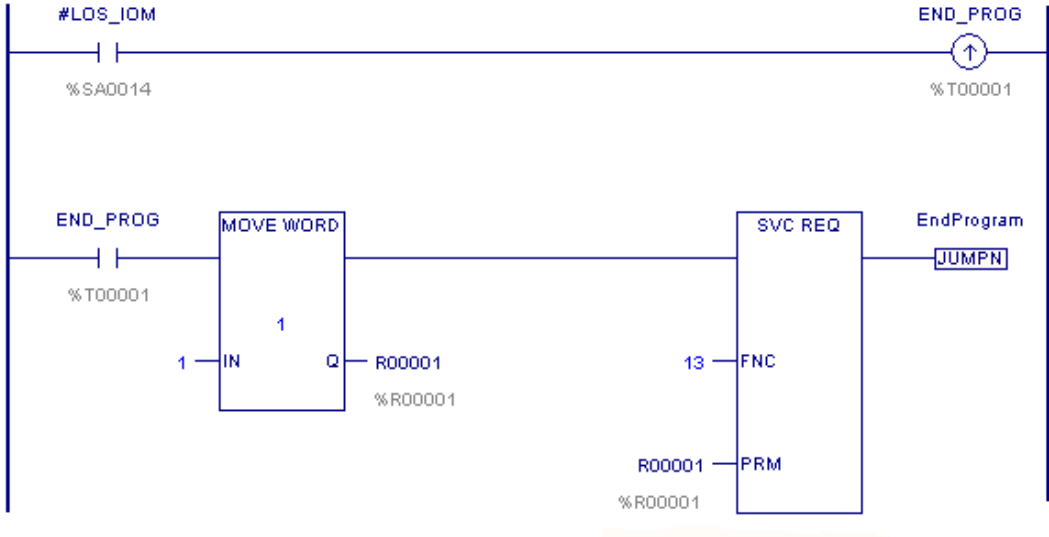 #LOS_IOM END_PROG
%SA0014 %T00001
END_PROG MOVE WORD SVC REQ EndProgram
JUMPN
%T00001
1
1 IN Q R00001 13 FNC
%R00001
R00001 PRM
%R00001